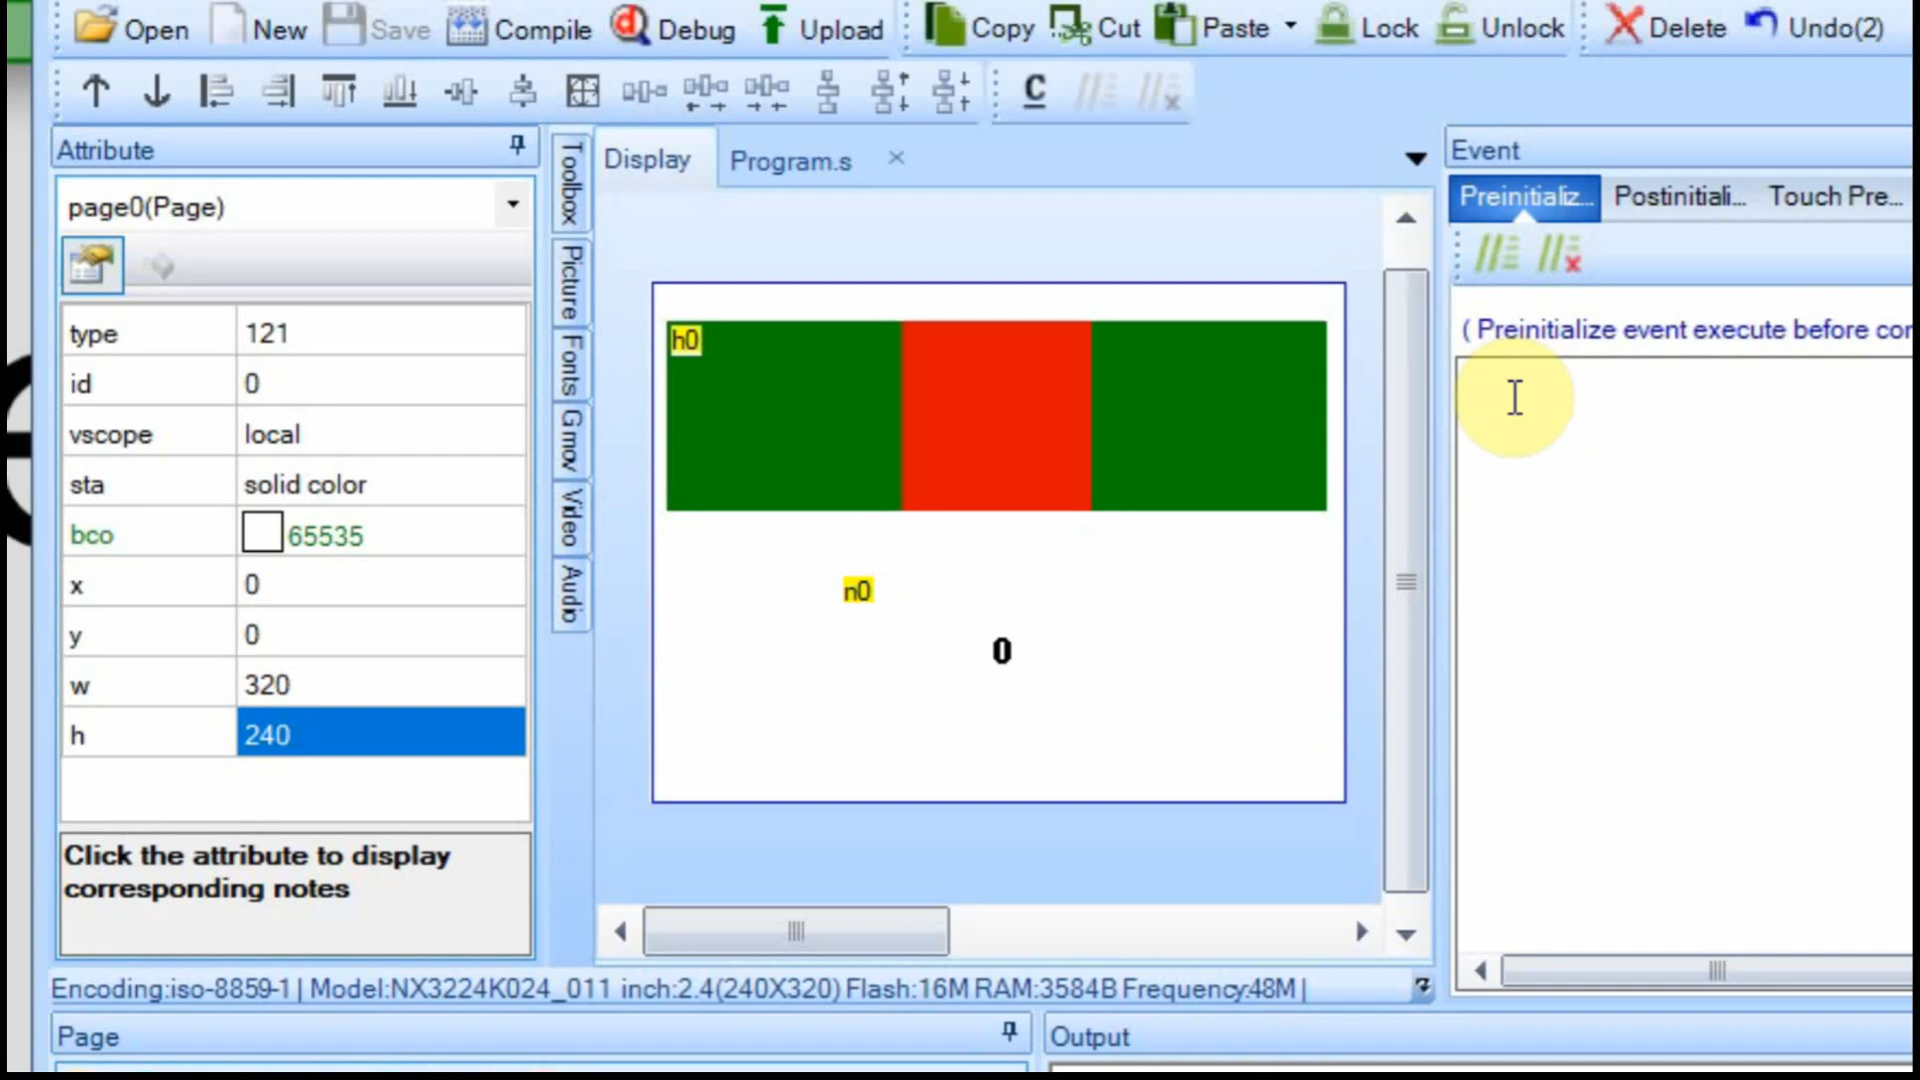 Open New Save Compile Debug Upload Copy Cut Paste Lock Unlock Delete Undo(2)
C
Attribute
page0(Page)
type 121
id 0
vscope local
sta solid color
bco 65535
x 0
y 0
w 320
h 240
Click the attribute to display
corresponding notes
Toolbox
Picture
Fonts
Gmov
Video
Audio
Display Program.s
h0
n0
0
Event
Preinitializ... Postinitiali... Touch Pre...
( Preinitialize event execute before cor
Encoding:iso-8859-1 | Model:NX3224K024_011 inch:2.4(240X320) Flash:16M RAM:3584B Frequency:48M |
Page
Output